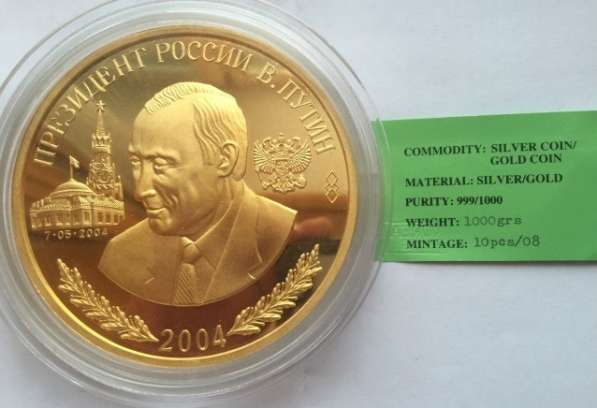 ПРЕЗИДЕНТ РОССИИ В. ПУТИН
7·05·2004
2004
COMMODITY: SILVER COIN/
GOLD COIN
MATERIAL: SILVER/GOLD
PURITY: 999/1000
WEIGHT: 1000grs
MINTAGE: 10pcs/08